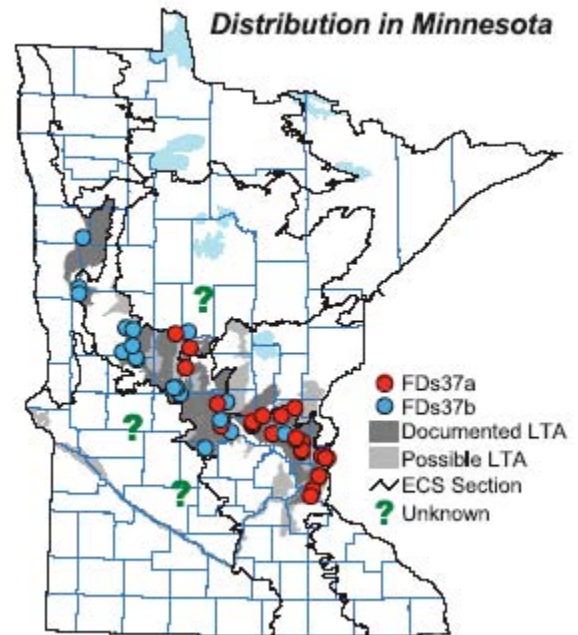 Distribution in Minnesota
?
?
?
FDs37a
FDs37b
Documented LTA
Possible LTA
ECS Section
? Unknown